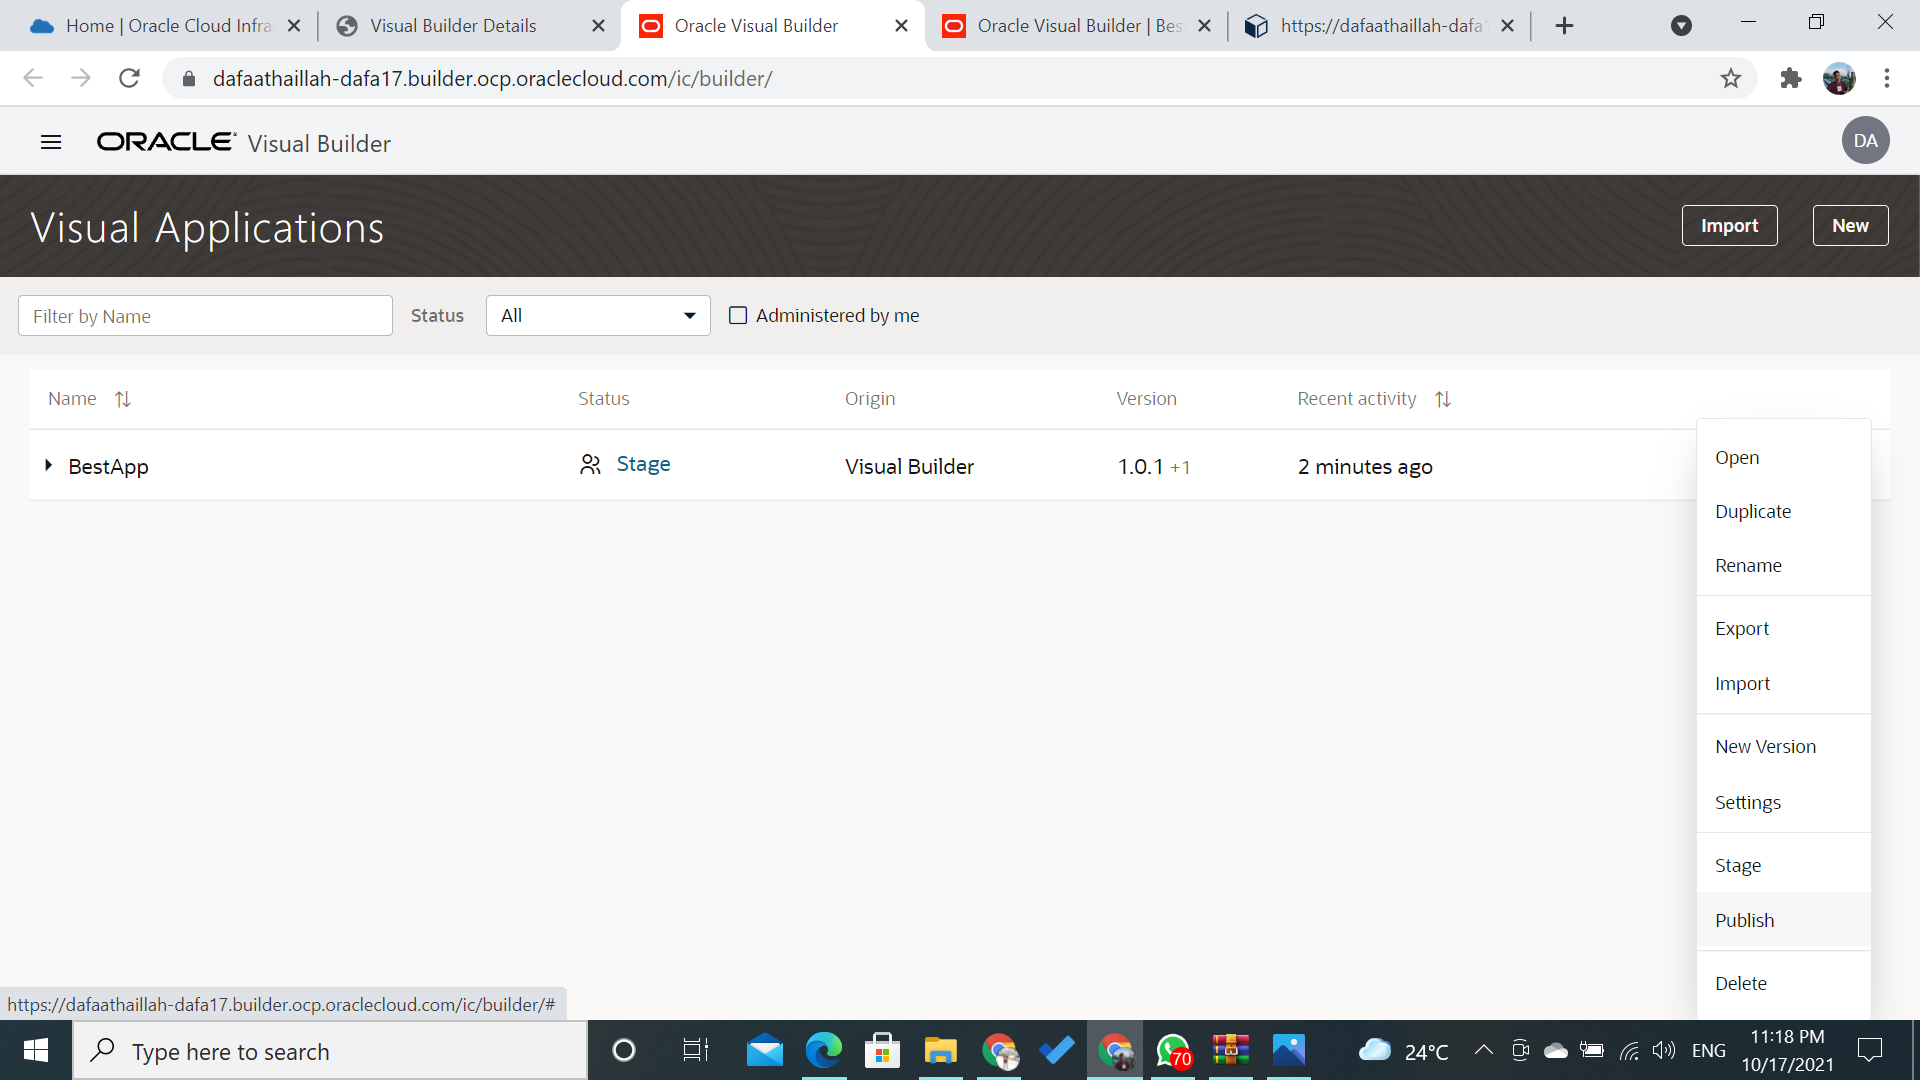 Home | Oracle Cloud Infra
Visual Builder Details
Oracle Visual Builder
Oracle Visual Builder | Bes
https://dafaathaillah-dafa1
dafaathaillah-dafa17.builder.ocp.oraclecloud.com/ic/builder/
ORACLE Visual Builder
DA
Visual Applications
Import
New
Filter by Name
Status
All
Administered by me
Name
Status
Origin
Version
Recent activity
BestApp
Stage
Visual Builder
1.0.1 +1
2 minutes ago
Open
Duplicate
Rename
Export
Import
New Version
Settings
Stage
Publish
Delete
https://dafaathaillah-dafa17.builder.ocp.oraclecloud.com/ic/builder/#
Type here to search
70
24°C
ENG
11:18 PM
10/17/2021